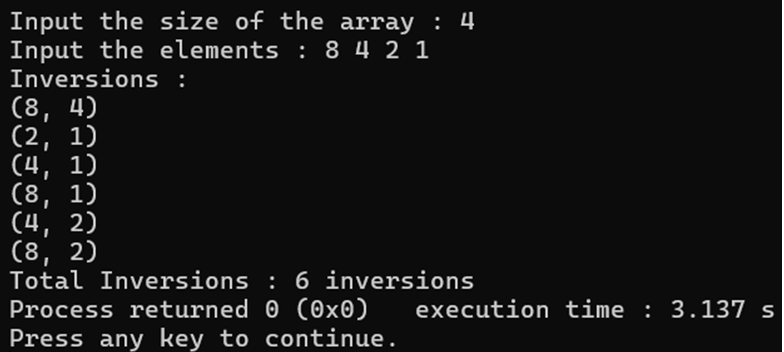 Input the size of the array : 4
Input the elements : 8 4 2 1
Inversions :
(8, 4)
(2, 1)
(4, 1)
(8, 1)
(4, 2)
(8, 2)
Total Inversions : 6 inversions
Process returned 0 (0x0)   execution time : 3.137 s
Press any key to continue.